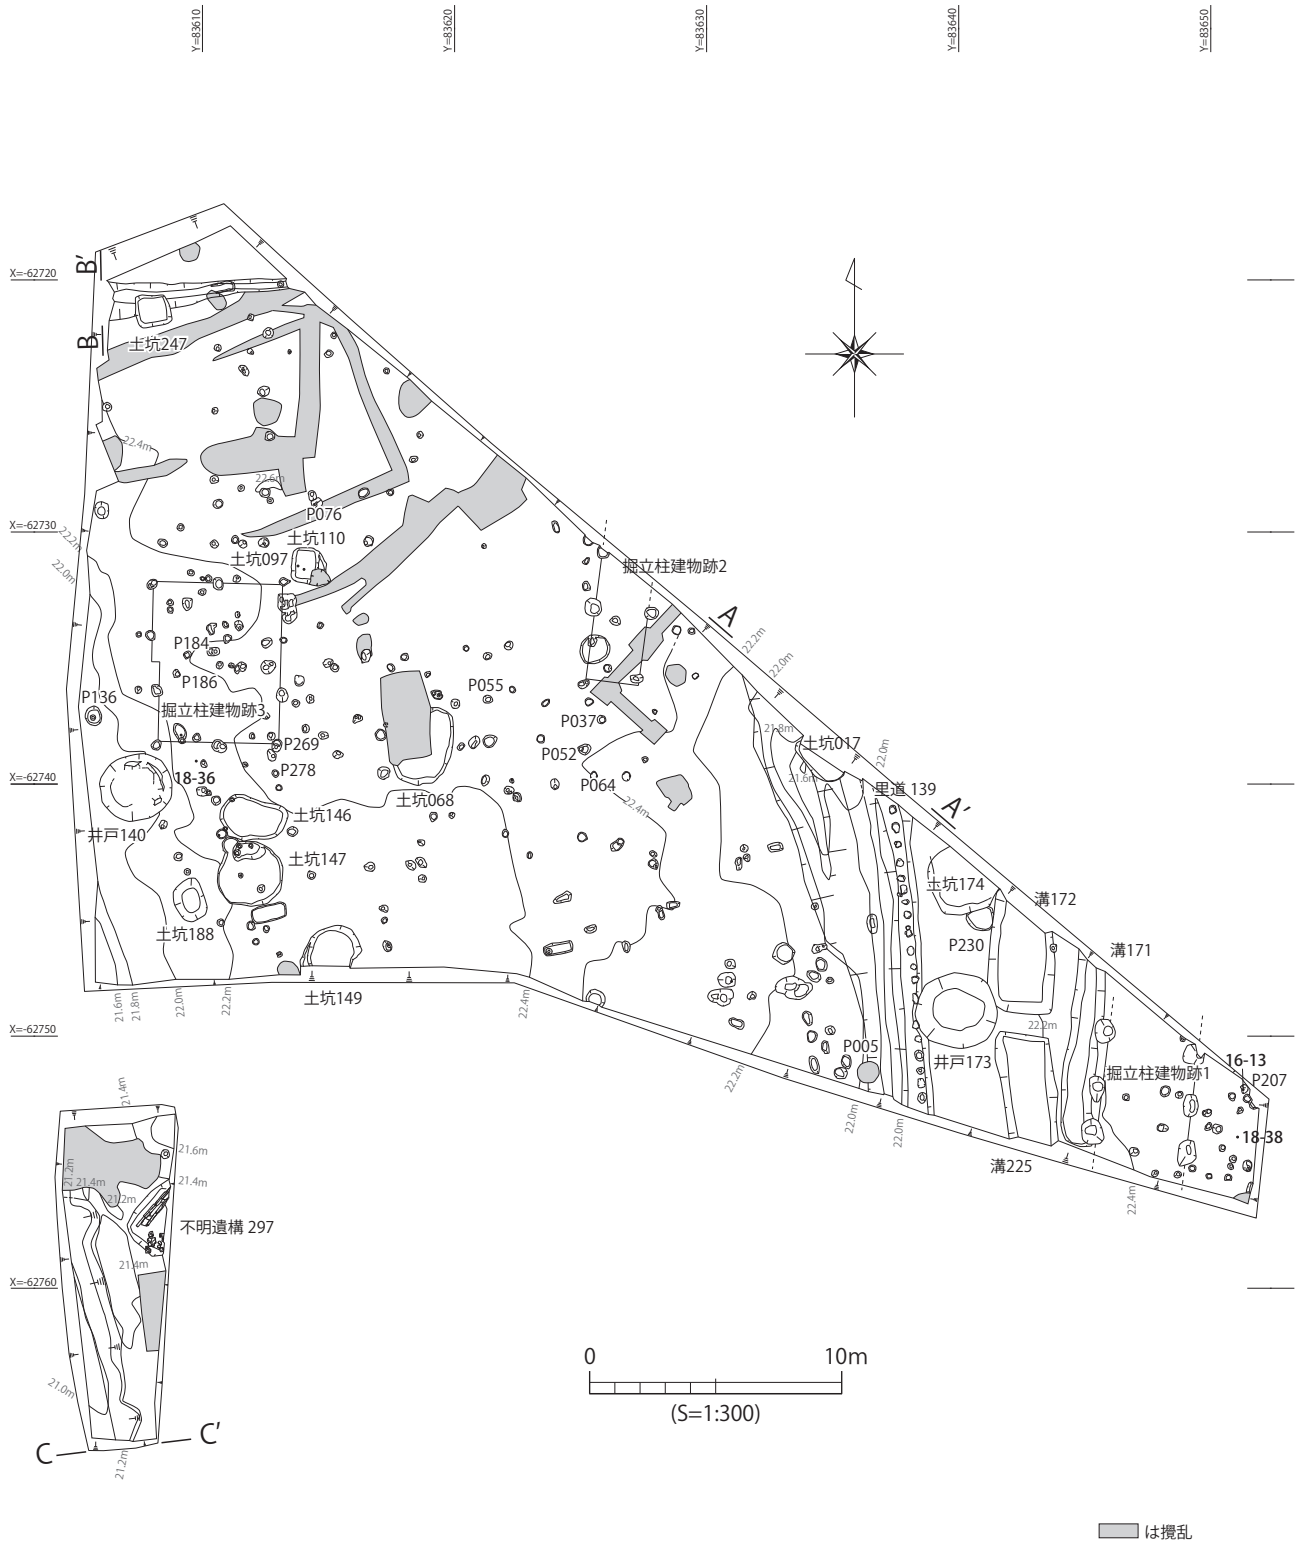 Y=83610
Y=83620
Y=83630
Y=83640
Y=83650
X=-62720
X=-62730
X=-62740
X=-62750
X=-62760
B'
B
土坑247
22.4m
22.6m
P076
土坑110
土坑097
22.2m
22.0m
掘立柱建物跡2
A
22.2m
22.0m
P184
P186
P136
掘立柱建物跡3
P055
P037
P269
P052
P278
18-36
P064
22.4m
21.8m
土坑017
21.6m
22.0m
里道 139
A'
土坑068
土坑146
井戸140
土坑147
土坑174
溝172
土坑188
P230
溝171
土坑149
21.6m
21.8m
22.0m
22.2m
22.4m
22.2m
P005
井戸173
22.2m
掘立柱建物跡1
16-13
P207
18-38
22.0m
22.0m
溝225
22.4m
21.4m
21.6m
21.2m
21.4m
21.4m
21.2m
不明遺構 297
21.4m
21.0m
C
C'
21.2m
0
10m
(S=1:300)
は攪乱